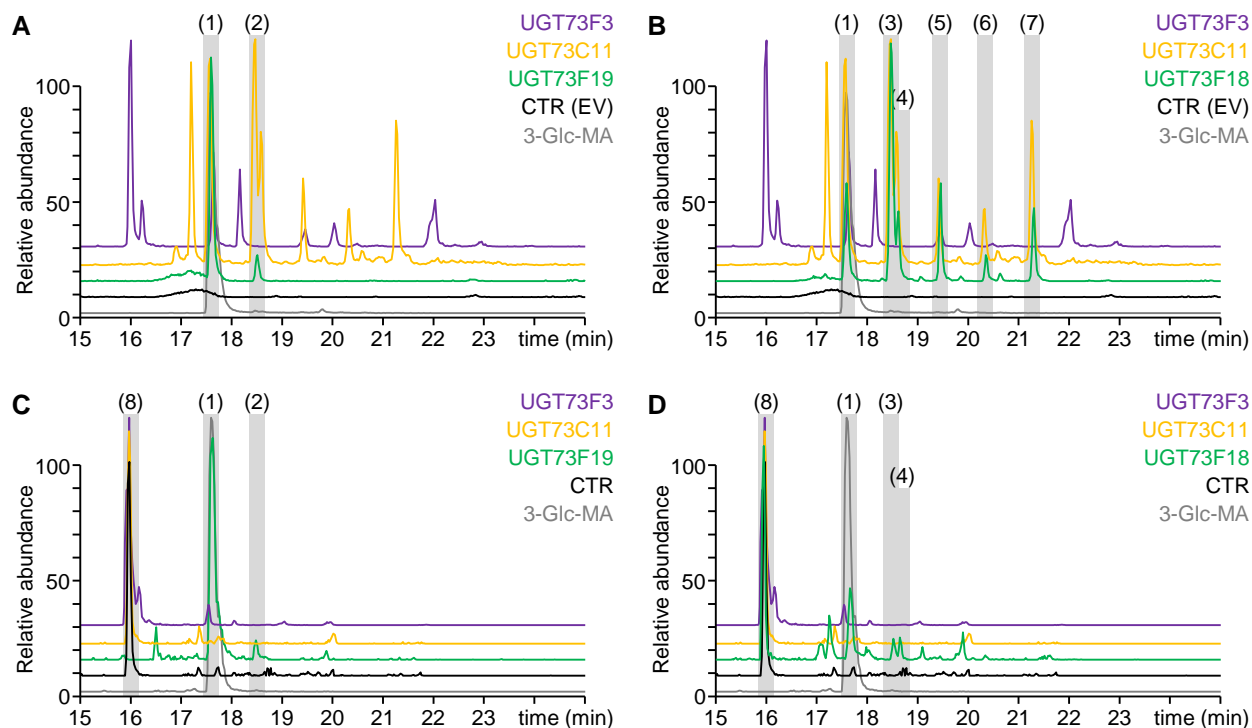 A
(1)
(2)
UGT73F3
UGT73C11
UGT73F19
CTR (EV)
3-Glc-MA
Relative abundance
100
50
0
15 16 17 18 19 20 21 22 23 time (min)
B
(1)
(3)
(4)
(5)
(6)
(7)
UGT73F3
UGT73C11
UGT73F18
CTR (EV)
3-Glc-MA
Relative abundance
100
50
0
15 16 17 18 19 20 21 22 23 time (min)
C
(8)
(1)
(2)
UGT73F3
UGT73C11
UGT73F19
CTR
3-Glc-MA
Relative abundance
100
50
0
15 16 17 18 19 20 21 22 23 time (min)
D
(8)
(1)
(3)
(4)
UGT73F3
UGT73C11
UGT73F18
CTR
3-Glc-MA
Relative abundance
100
50
0
15 16 17 18 19 20 21 22 23 time (min)